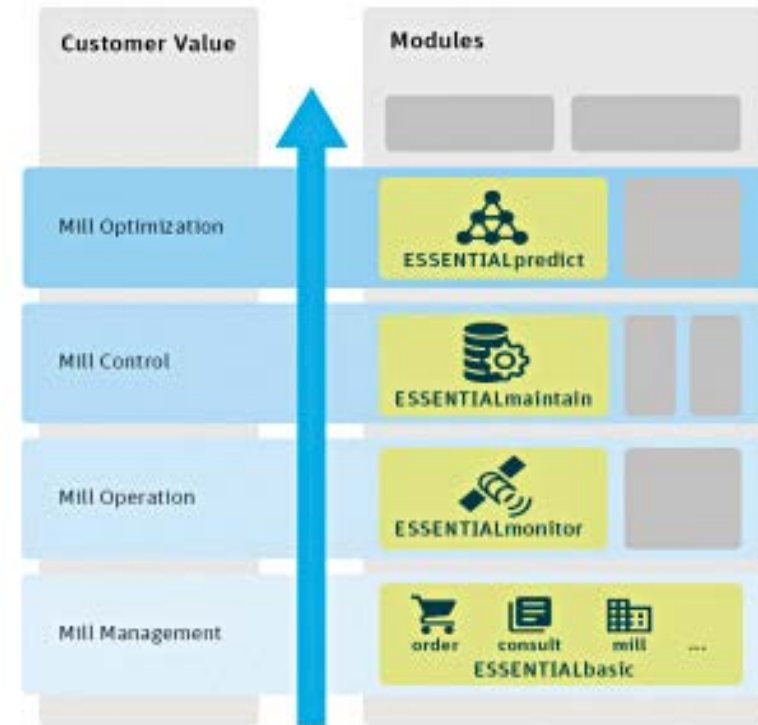 Customer Value
Modules
Mill Optimization
ESSENTIALpredict
Mill Control
ESSENTIALmaintain
Mill Operation
ESSENTIALmonitor
Mill Management
order consult mill ...
ESSENTIALbasic